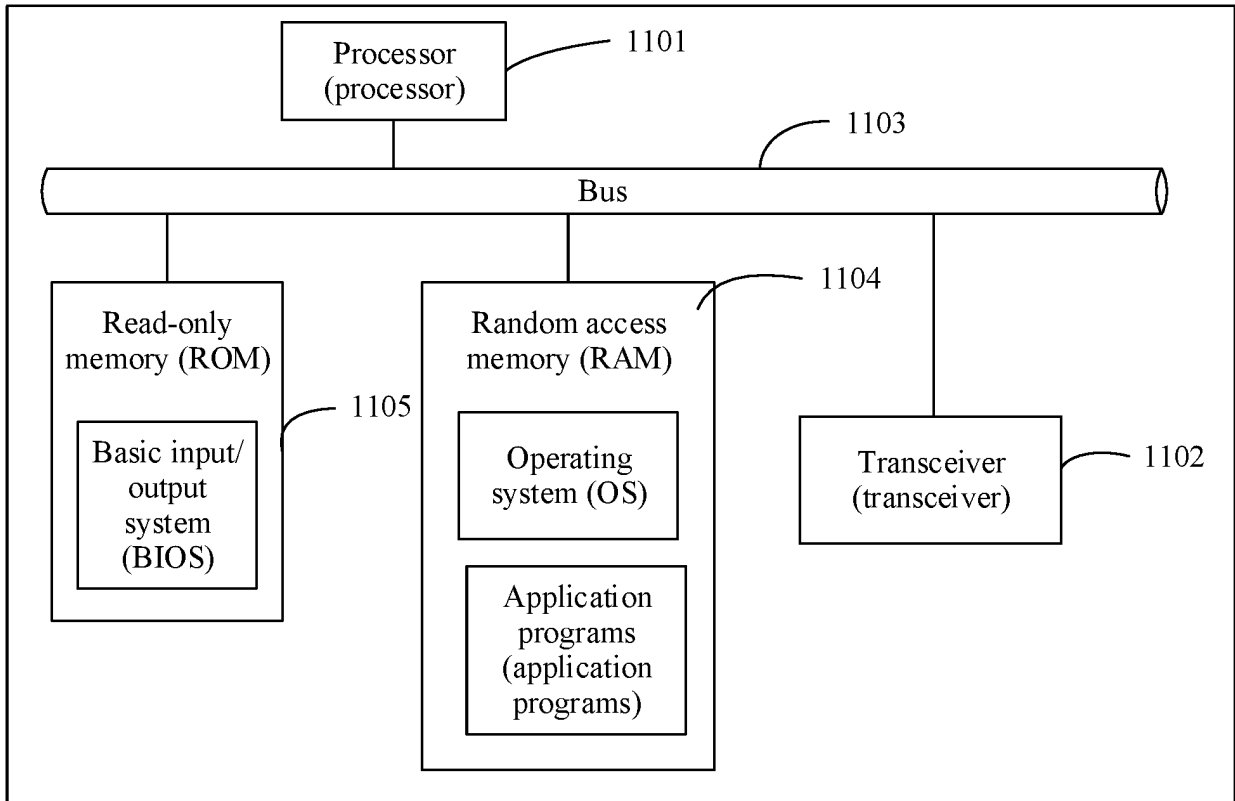 Processor
(processor)
1101
1103
Bus
Read-only
memory (ROM)
1105
Basic input/
output
system
(BIOS)
1104
Random access
memory (RAM)
Operating
system (OS)
Application
programs
(application
programs)
1102
Transceiver
(transceiver)